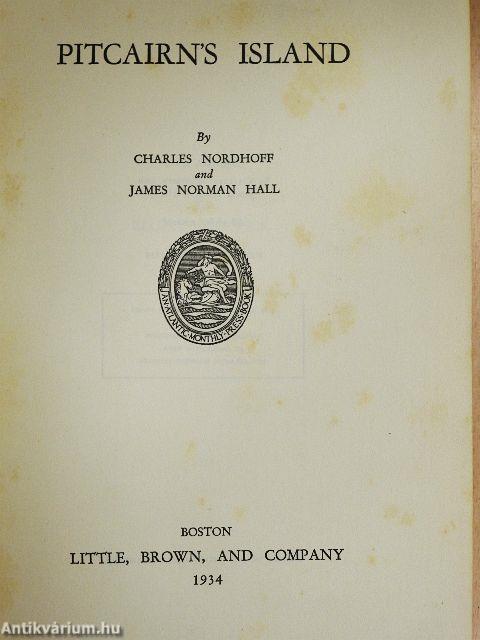 PITCAIRN'S ISLAND
By
CHARLES NORDHOFF
and
JAMES NORMAN HALL
AN ATLANTIC MONTHLY PRESS BOOK
BOSTON
LITTLE, BROWN, AND COMPANY
1934
Antikvárium.hu